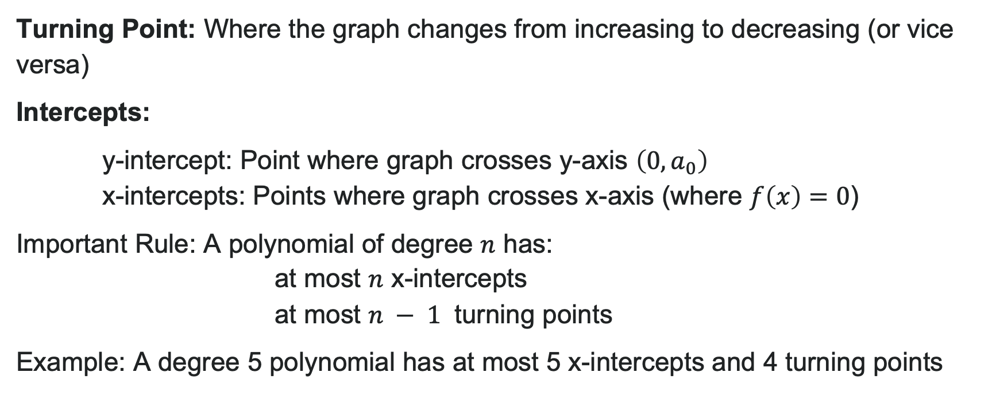 Turning Point: Where the graph changes from increasing to decreasing (or vice
versa)
Intercepts:
y-intercept: Point where graph crosses y-axis (0, a₀)
x-intercepts: Points where graph crosses x-axis (where f(x) = 0)
Important Rule: A polynomial of degree n has:
at most n x-intercepts
at most n − 1 turning points
Example: A degree 5 polynomial has at most 5 x-intercepts and 4 turning points